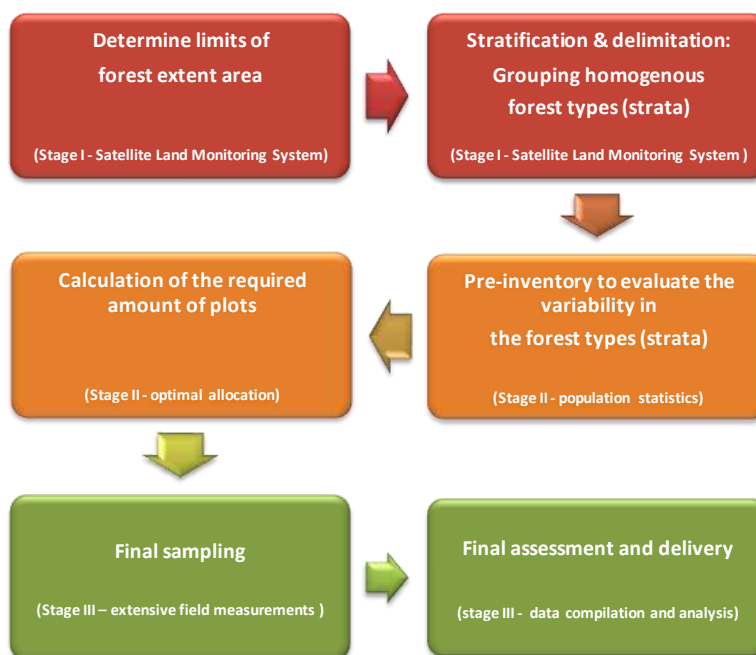 Determine limits of
forest extent area
(Stage I - Satellite Land Monitoring System)
Stratification & delimitation:
Grouping homogenous
forest types (strata)
(Stage I - Satellite Land Monitoring System )
Pre-inventory to evaluate the
variability in
the forest types (strata)
(Stage II - population statistics)
Calculation of the required
amount of plots
(Stage II - optimal allocation)
Final sampling
(Stage III – extensive field measurements )
Final assessment and delivery
(stage III - data compilation and analysis)